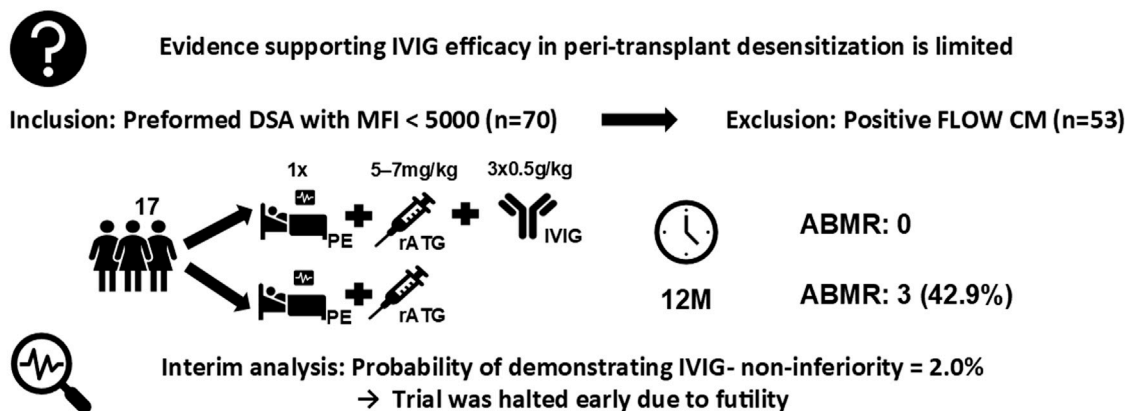 ?
Evidence supporting IVIG efficacy in peri-transplant desensitization is limited
Inclusion: Preformed DSA with MFI < 5000 (n=70)
Exclusion: Positive FLOW CM (n=53)
1x
5–7mg/kg
3x0.5g/kg
17
PE
rATG
IVIG
ABMR: 0
PE
rATG
12M
ABMR: 3 (42.9%)
Interim analysis: Probability of demonstrating IVIG- non-inferiority = 2.0%
→ Trial was halted early due to futility